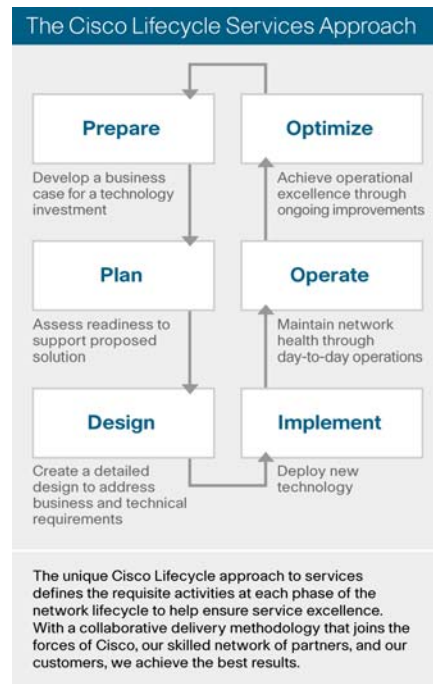 The Cisco Lifecycle Services Approach
Prepare
Develop a business
case for a technology
investment
Plan
Assess readiness to
support proposed
solution
Design
Create a detailed
design to address
business and technical
requirements
Implement
Deploy new
technology
Operate
Maintain network
health through
day-to-day operations
Optimize
Achieve operational
excellence through
ongoing improvements
The unique Cisco Lifecycle approach to services
defines the requisite activities at each phase of the
network lifecycle to help ensure service excellence.
With a collaborative delivery methodology that joins the
forces of Cisco, our skilled network of partners, and our
customers, we achieve the best results.